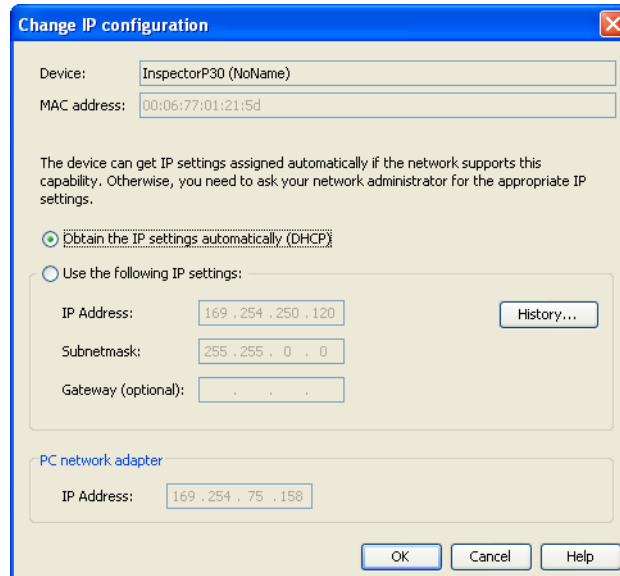 Change IP configuration
Device: InspectorP30 (NoName)
MAC address: 00:06:77:01:21:5d
The device can get IP settings assigned automatically if the network supports this
capability. Otherwise, you need to ask your network administrator for the appropriate IP
settings.
Obtain the IP settings automatically (DHCP)
Use the following IP settings:
IP Address: 169 . 254 . 250 . 120 History...
Subnetmask: 255 . 255 . 0 . 0
Gateway (optional): . . .
PC network adapter
IP Address: 169 . 254 . 75 . 158
OK Cancel Help